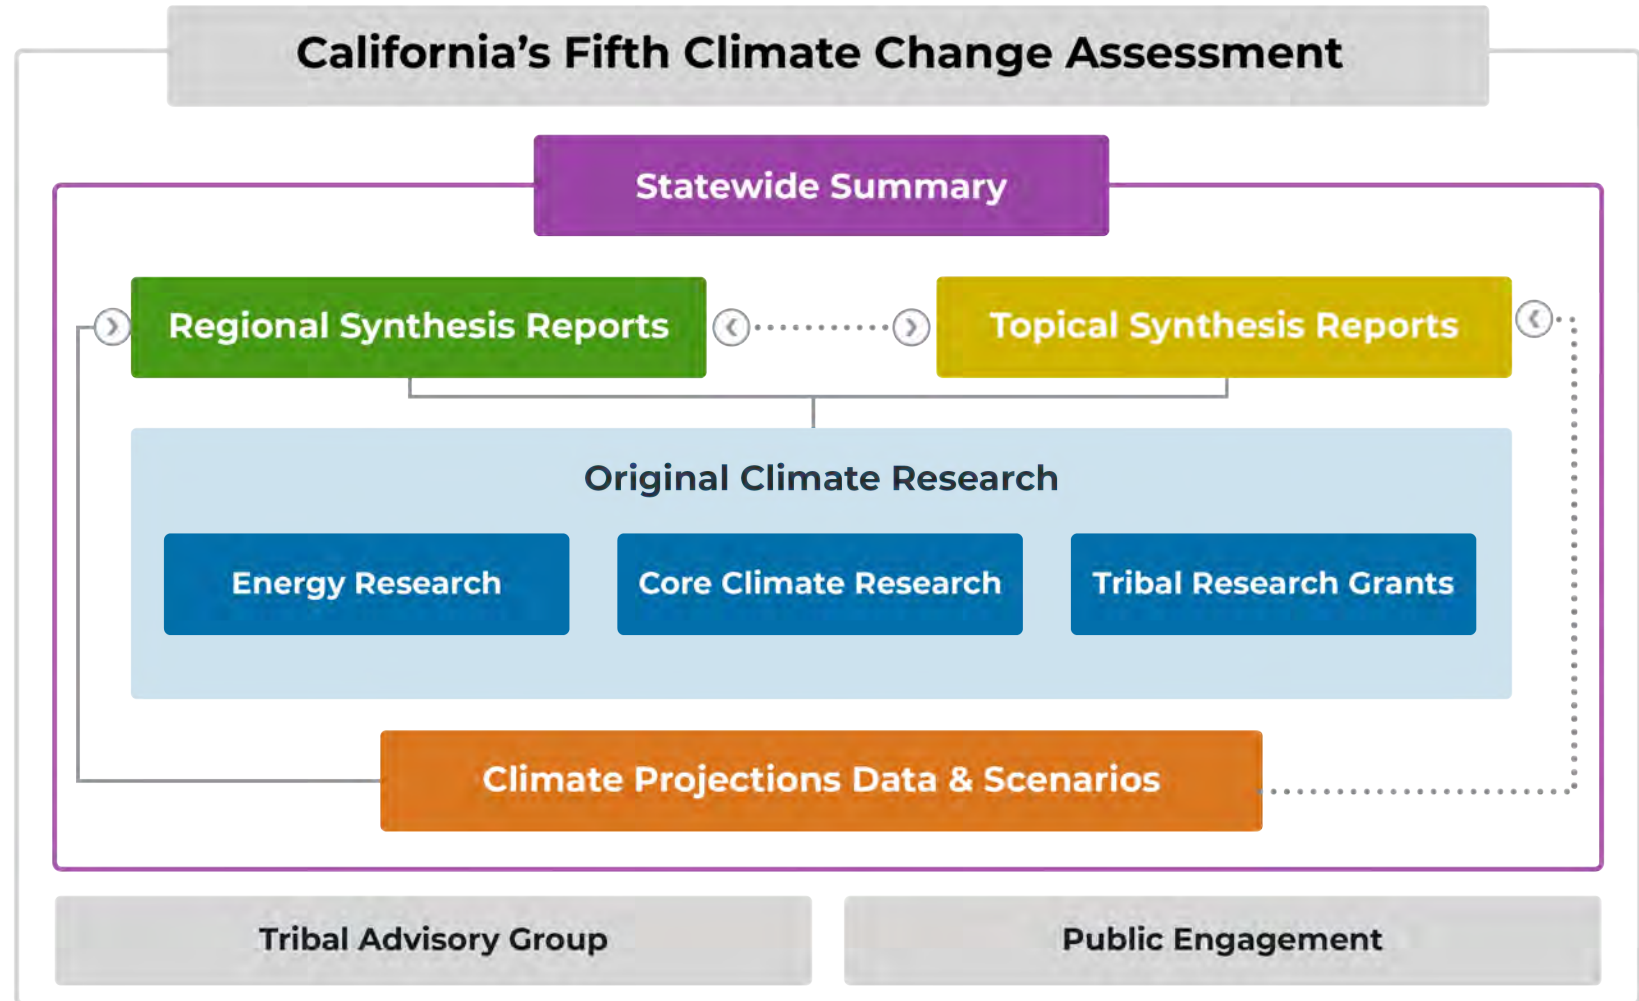 California’s Fifth Climate Change Assessment
Statewide Summary
Regional Synthesis Reports
Topical Synthesis Reports
Original Climate Research
Energy Research
Core Climate Research
Tribal Research Grants
Climate Projections Data & Scenarios
Tribal Advisory Group
Public Engagement